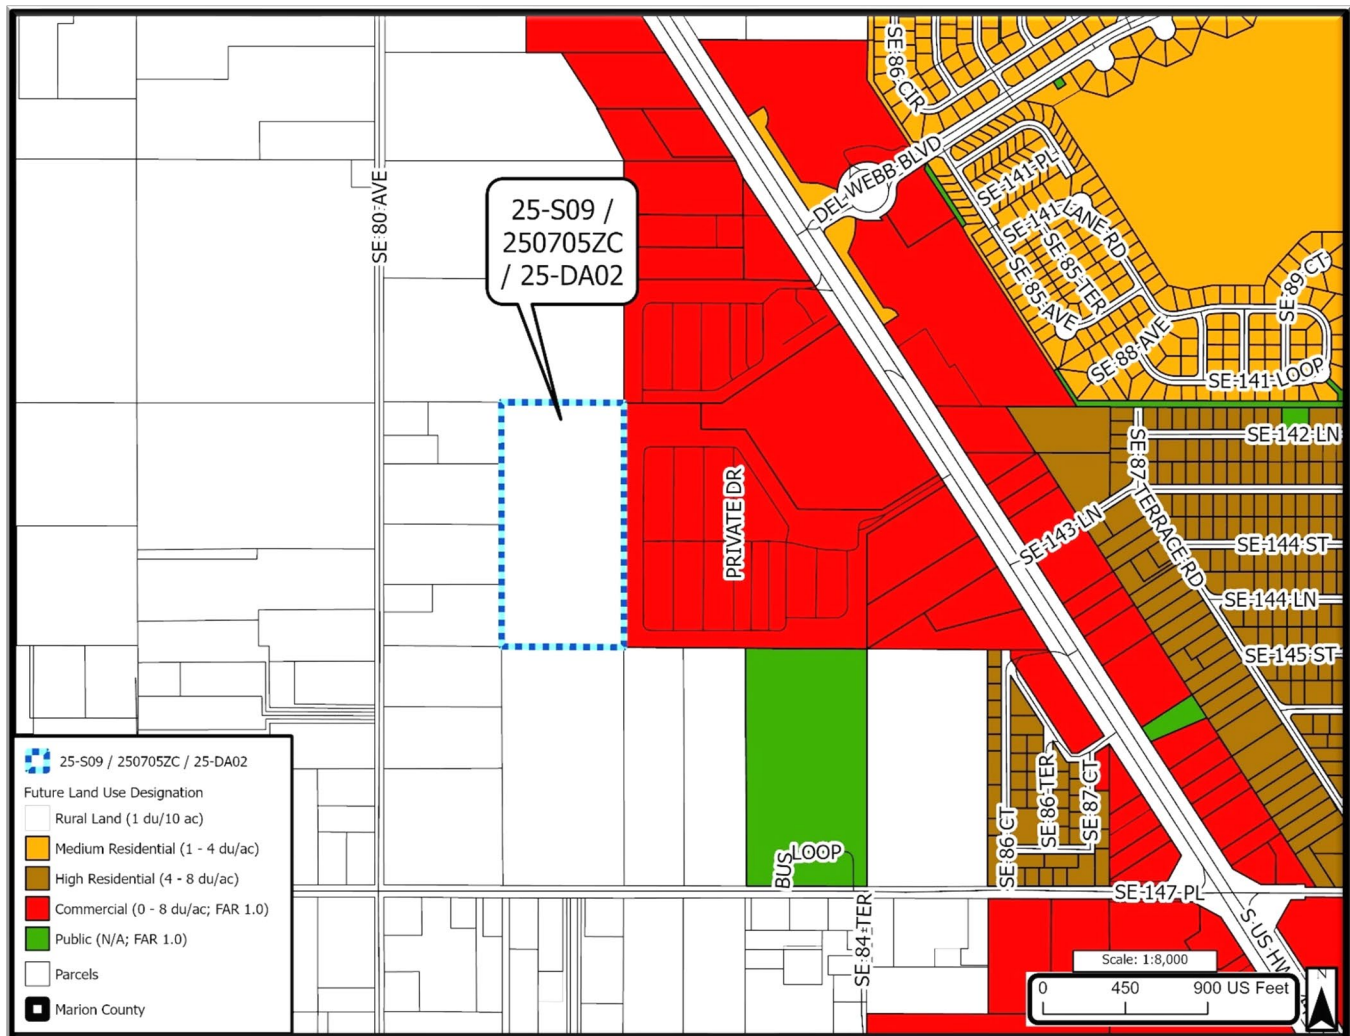 SE 86 CIR
DEL WEBB BLVD
SE 80 AVE
25-S09 /
250705ZC
/ 25-DA02
SE 141 PL
SE 141 LANE RD
SE 85 TER
SE 85 AVE
SE 88 AVE
SE 89 CT
SE 141 LOOP
SE 142 LN
SE 87
TERRACE RD
SE 143 LN
SE 144 ST
SE 144 LN
SE 145 ST
PRIVATE DR
SE 86 CT
SE 86 TER
SE 87 CT
BUS
LOOP
SE 147 PL
SE 84 TER
S US HW
25-S09 / 250705ZC / 25-DA02
Future Land Use Designation
Rural Land (1 du/10 ac)
Medium Residential (1 - 4 du/ac)
High Residential (4 - 8 du/ac)
Commercial (0 - 8 du/ac; FAR 1.0)
Public (N/A; FAR 1.0)
Parcels
Marion County
Scale: 1:8,000
0 450 900 US Feet
N